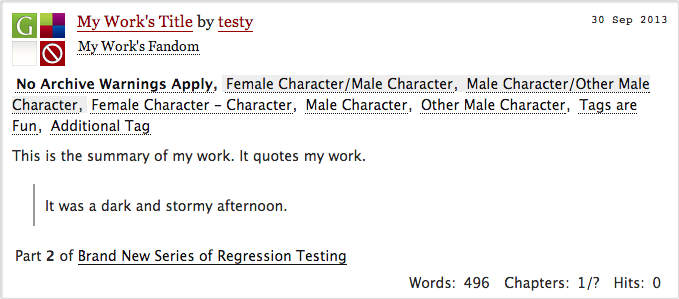 G
My Work's Title by testy
30 Sep 2013
My Work's Fandom
No Archive Warnings Apply, Female Character/Male Character, Male Character/Other Male
Character, Female Character - Character, Male Character, Other Male Character, Tags are
Fun, Additional Tag
This is the summary of my work. It quotes my work.
It was a dark and stormy afternoon.
Part 2 of Brand New Series of Regression Testing
Words: 496 Chapters: 1/? Hits: 0